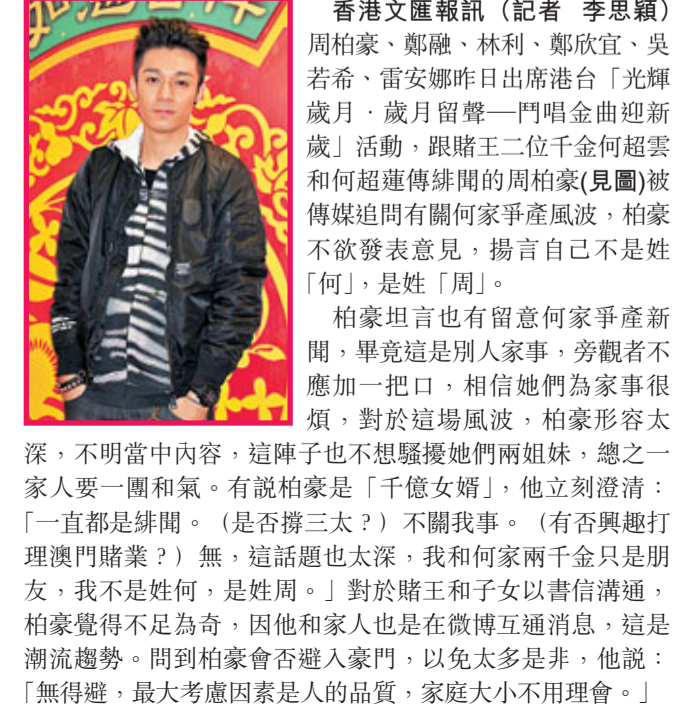 香港文匯報訊（記者 李思穎）
周柏豪、鄭融、林利、鄭欣宜、吳
若希、雷安娜昨日出席港台「光輝
歲月．歲月留聲—鬥唱金曲迎新
歲」活動，跟賭王二位千金何超雲
和何超蓮傳緋聞的周柏豪(見圖)被
傳媒追問有關何家爭產風波，柏豪
不欲發表意見，揚言自己不是姓
「何」，是姓「周」。
柏豪坦言也有留意何家爭產新
聞，畢竟這是別人家事，旁觀者不
應加一把口，相信她們為家事很
煩，對於這場風波，柏豪形容太
深，不明當中內容，這陣子也不想騷擾她們兩姐妹，總之一
家人要一團和氣。有說柏豪是「千億女婿」，他立刻澄清：
「一直都是緋聞。（是否撐三太？）不關我事。（有否興趣打
理澳門賭業？）無，這話題也太深，我和何家兩千金只是朋
友，我不是姓何，是姓周。」對於賭王和子女以書信溝通，
柏豪覺得不足為奇，因他和家人也是在微博互通消息，這是
潮流趨勢。問到柏豪會否避入豪門，以免太多是非，他說：
「無得避，最大考慮因素是人的品質，家庭大小不用理會。」